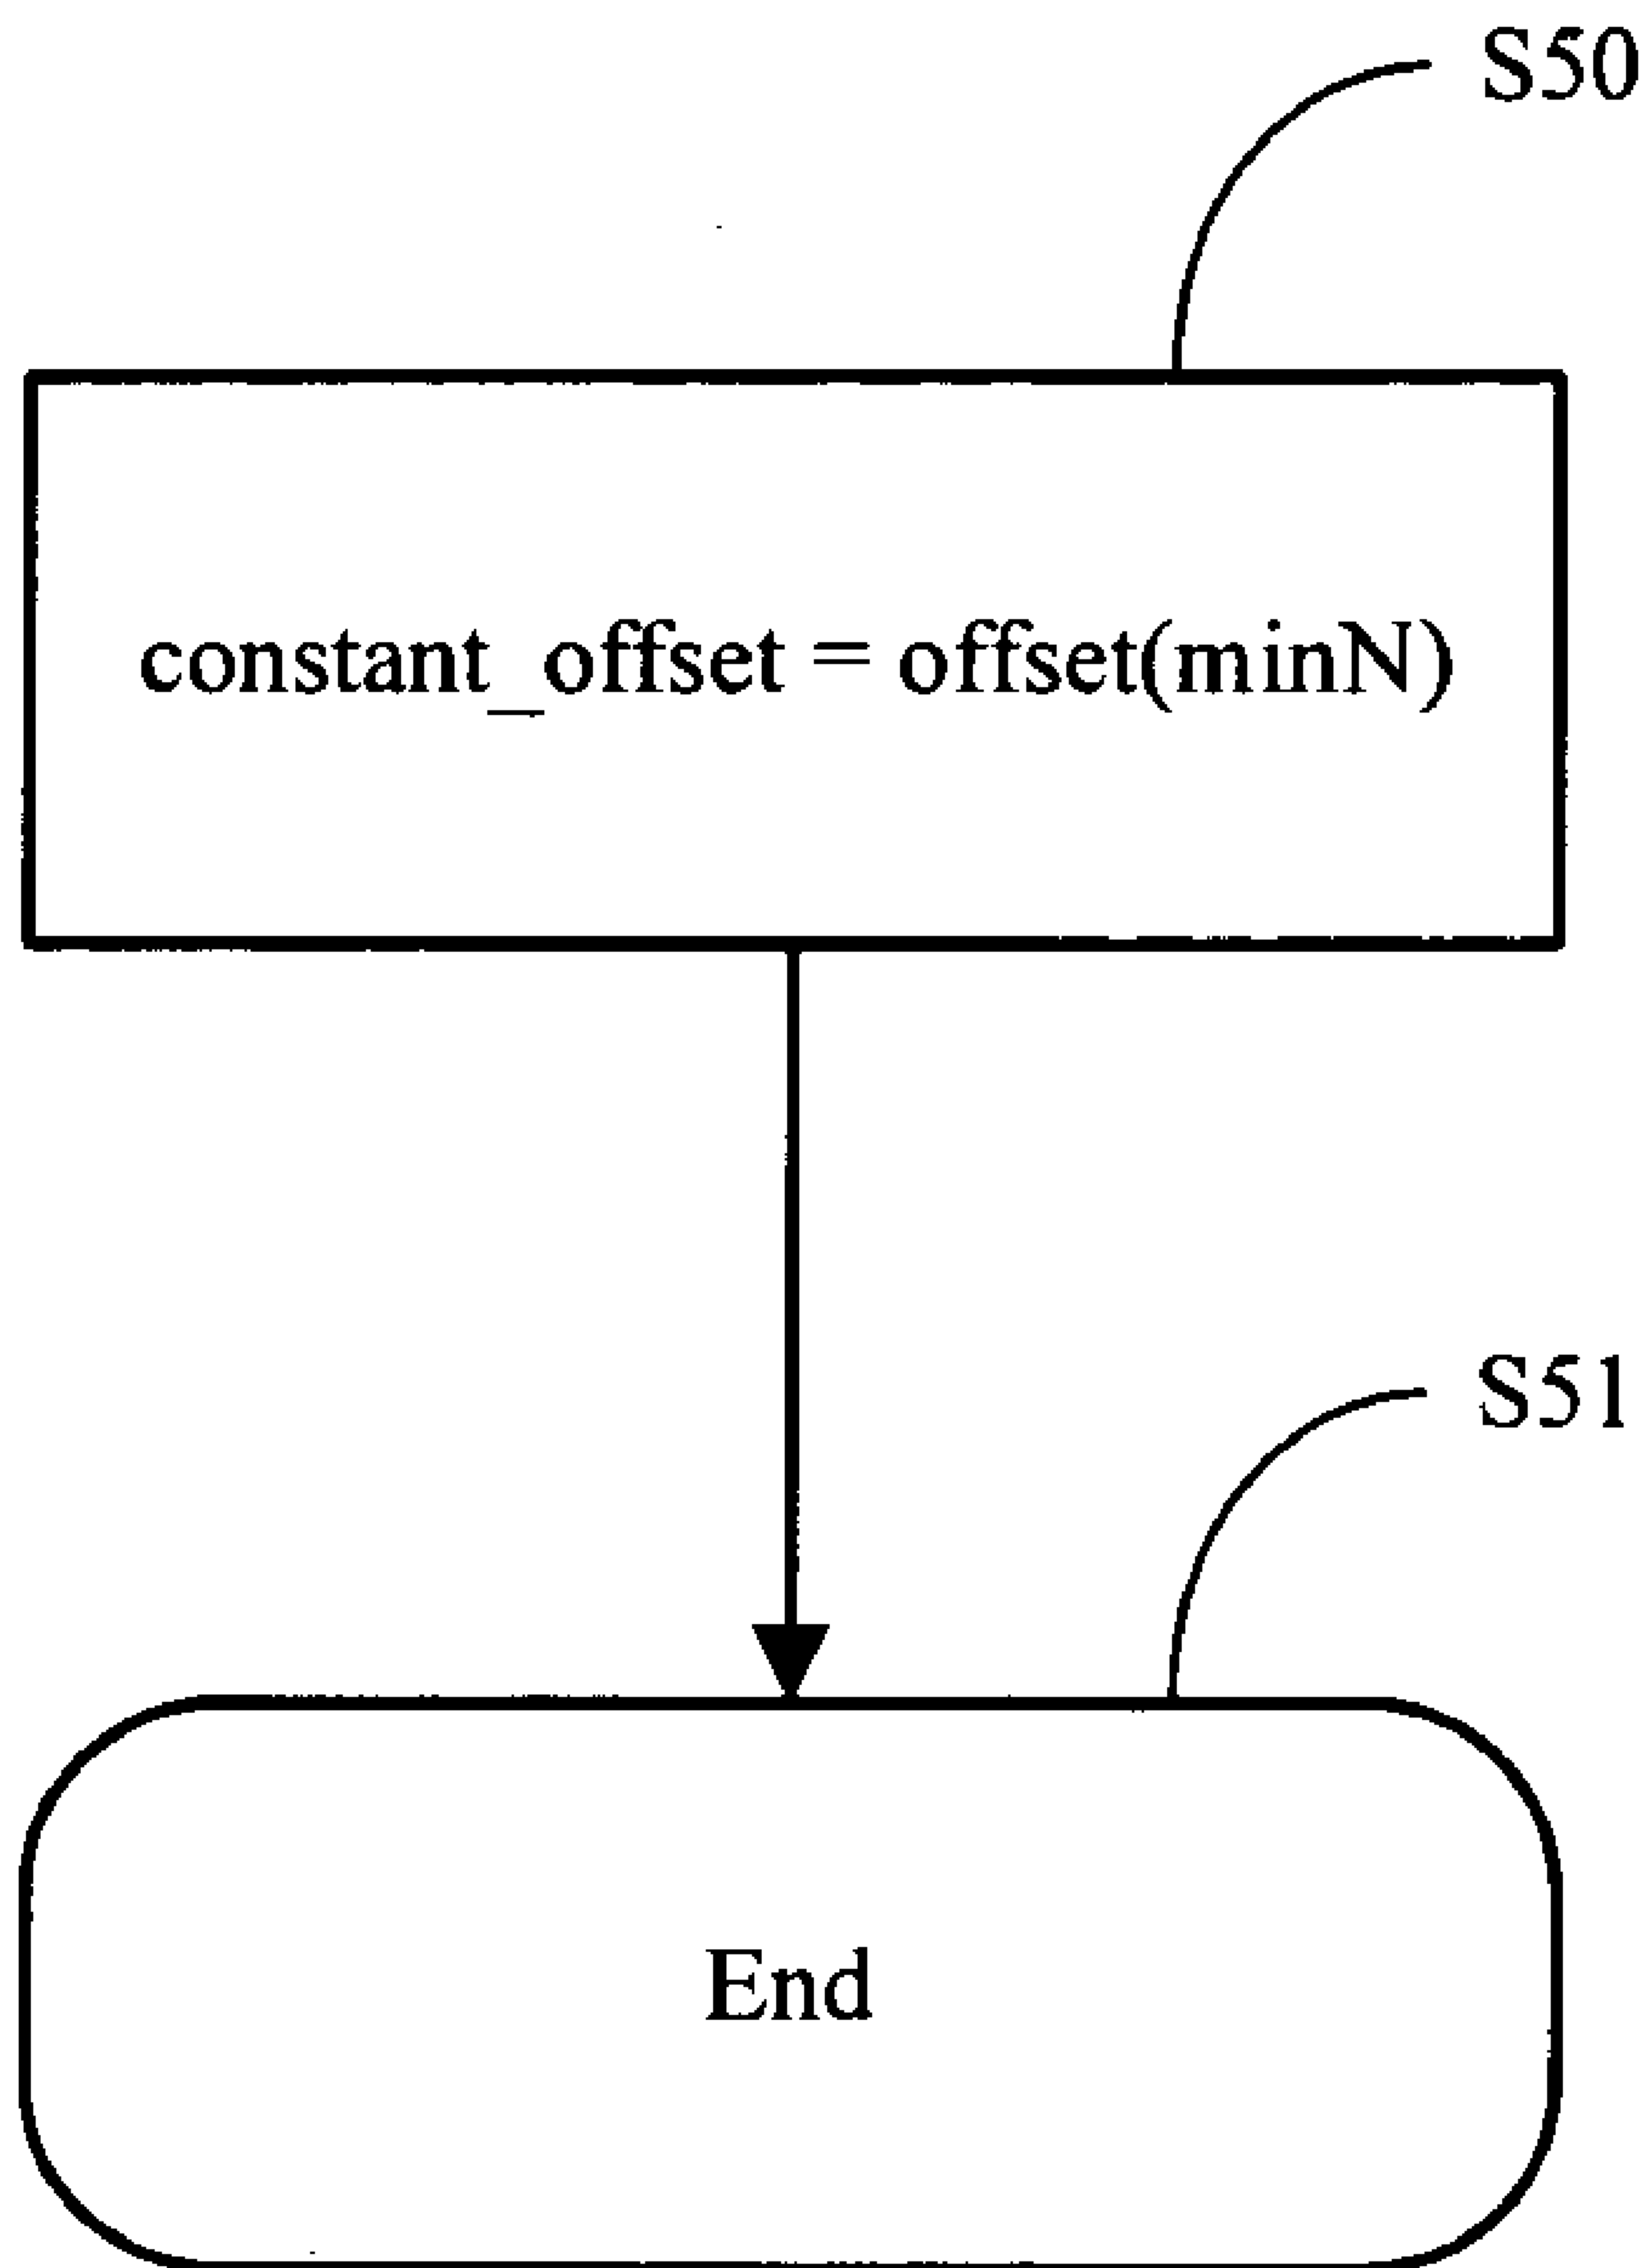 S50
constant_offset = offset(minN)
S51
End